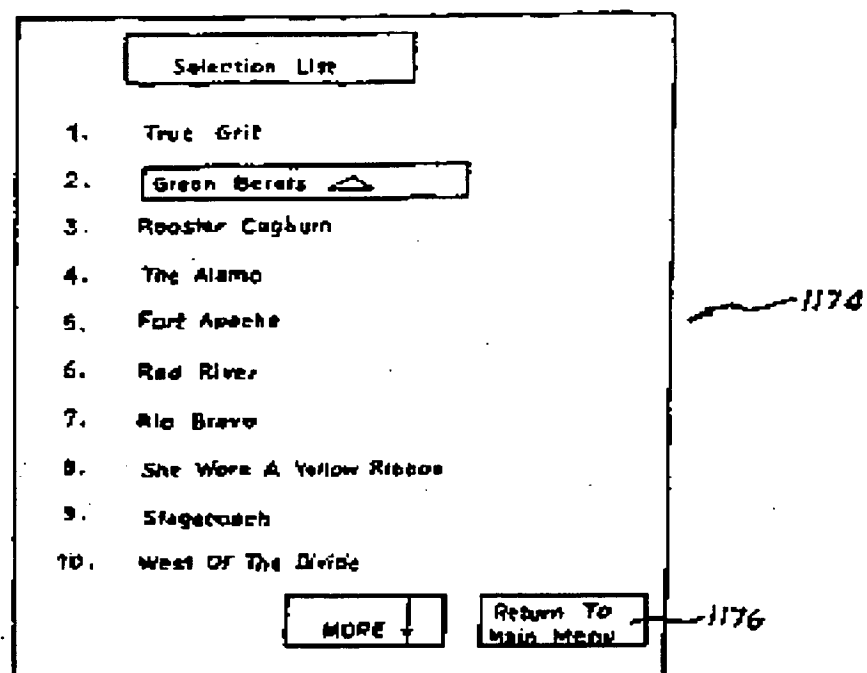 Selection List
1. True Grit
2. Green Berets
3. Rooster Cogburn
4. The Alamo
5. Fort Apache
6. Red River
7. Rio Bravo
8. She Wore A Yellow Ribbon
9. Stagecoach
10. West Of The Divide
MORE
Return To
Main Menu
1174
1176